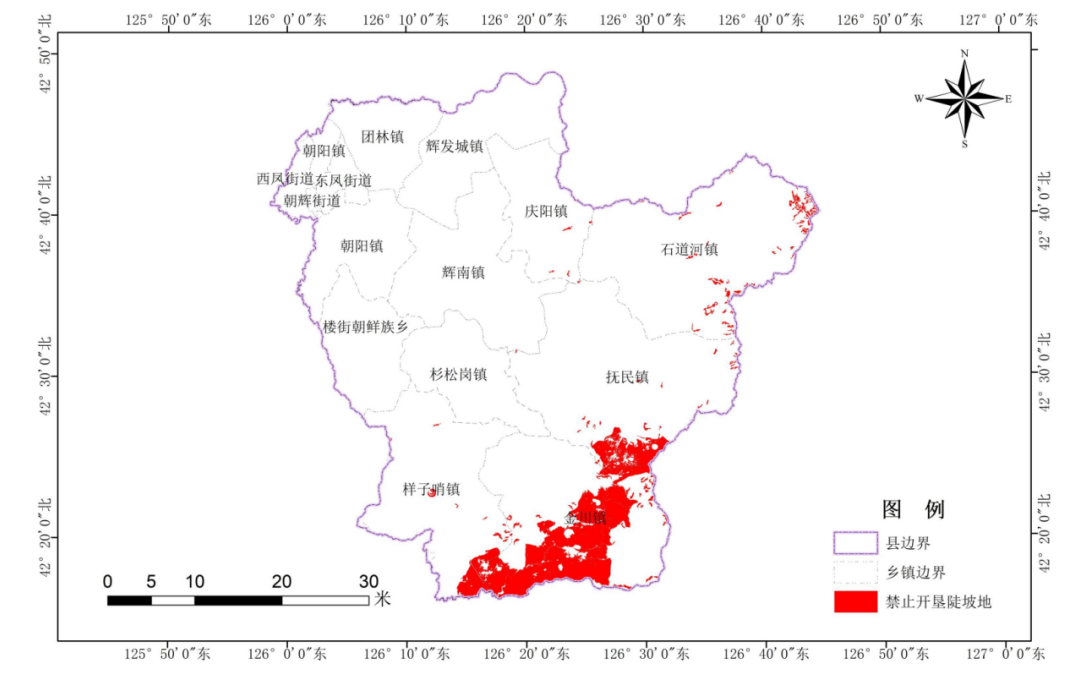 125° 50′0″东 126° 0′0″东 126° 10′0″东 126° 20′0″东 126° 30′0″东 126° 40′0″东 126° 50′0″东 127° 0′0″东
42° 50′0″北
42° 40′0″北
42° 30′0″北
42° 20′0″北
N
W E
S
团林镇
辉发城镇
朝阳镇
西凤街道 东凤街道
朝辉街道
庆阳镇
朝阳镇
石道河镇
辉南镇
楼街朝鲜族乡
杉松岗镇
抚民镇
样子哨镇
金川镇
42° 40′0″北
42° 30′0″北
42° 20′0″北
图 例
县边界
乡镇边界
禁止开垦陡坡地
0 5 10 20 30
米
125° 50′0″东 126° 0′0″东 126° 10′0″东 126° 20′0″东 126° 30′0″东 126° 40′0″东 126° 50′0″东 127° 0′0″东